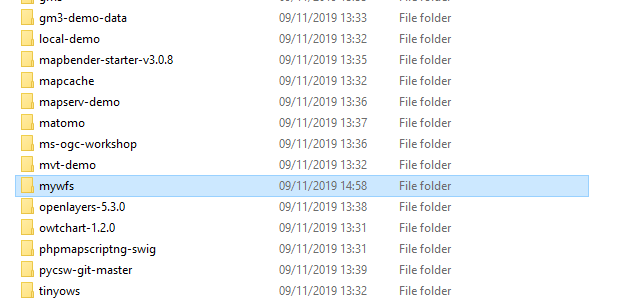 gm3-demo-data 09/11/2019 13:33 File folder
local-demo 09/11/2019 13:32 File folder
mapbender-starter-v3.0.8 09/11/2019 13:35 File folder
mapcache 09/11/2019 13:32 File folder
mapserv-demo 09/11/2019 13:36 File folder
matomo 09/11/2019 13:37 File folder
ms-ogc-workshop 09/11/2019 13:36 File folder
mvt-demo 09/11/2019 13:32 File folder
mywfs 09/11/2019 14:58 File folder
openlayers-5.3.0 09/11/2019 13:38 File folder
owtchart-1.2.0 09/11/2019 13:31 File folder
phpmapscriptng-swig 09/11/2019 13:31 File folder
pycsw-git-master 09/11/2019 13:39 File folder
tinyows 09/11/2019 13:32 File folder